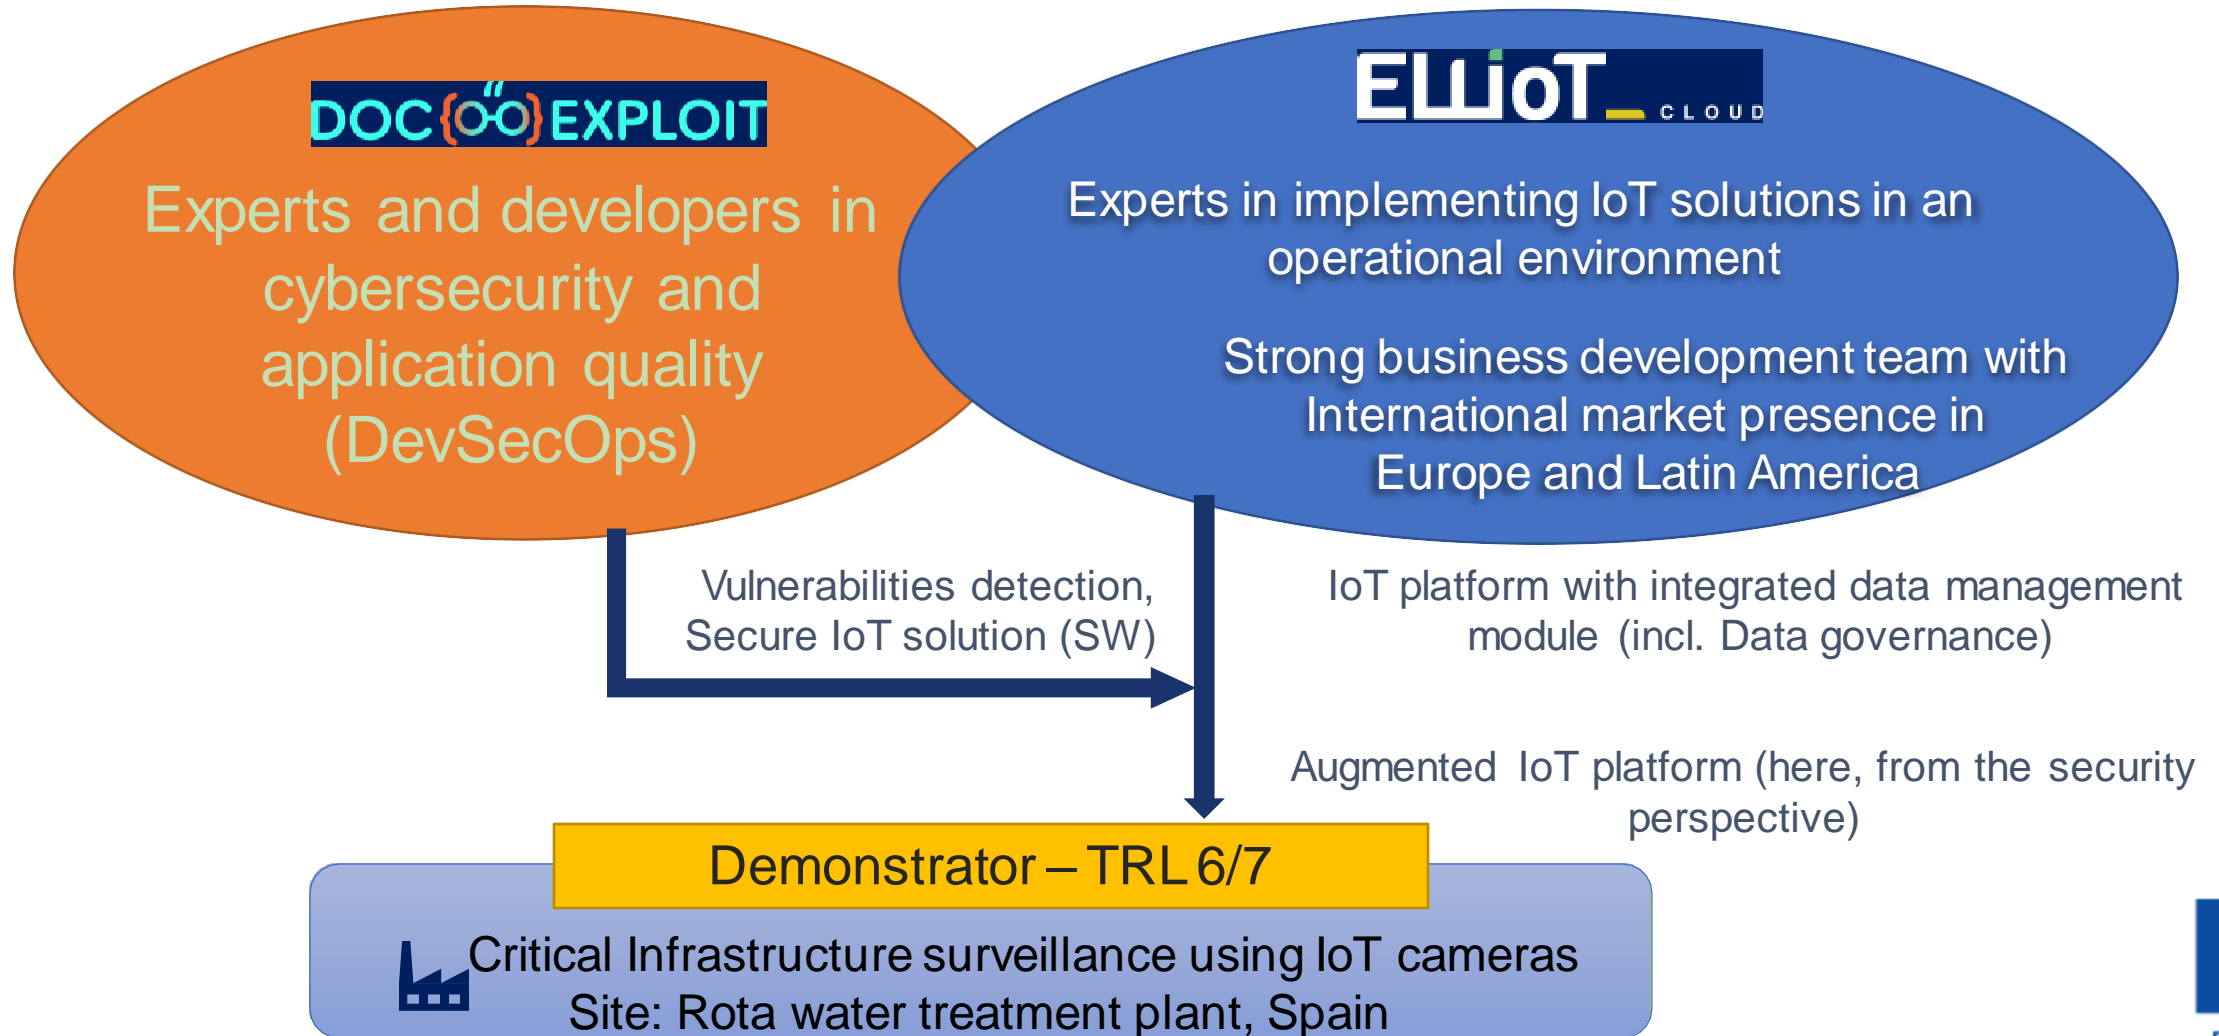 DOC{OO}EXPLOIT
Experts and developers in
cybersecurity and
application quality
(DevSecOps)
ELLIOT_ CLOUD
Experts in implementing IoT solutions in an
operational environment
Strong business development team with
International market presence in
Europe and Latin America
Vulnerabilities detection,
Secure IoT solution (SW)
IoT platform with integrated data management
module (incl. Data governance)
Augmented IoT platform (here, from the security
perspective)
Demonstrator – TRL 6/7
Critical Infrastructure surveillance using IoT cameras
Site: Rota water treatment plant, Spain